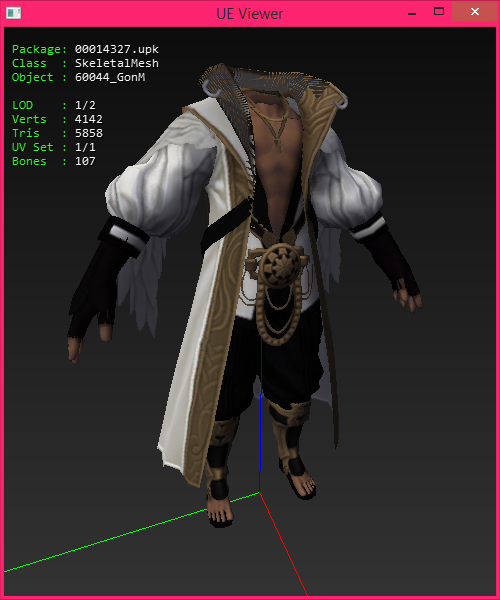 UE Viewer
Package: 00014327.upk
Class  : SkeletalMesh
Object : 60044_GonM
LOD    : 1/2
Verts  : 4142
Tris   : 5858
UV Set : 1/1
Bones  : 107